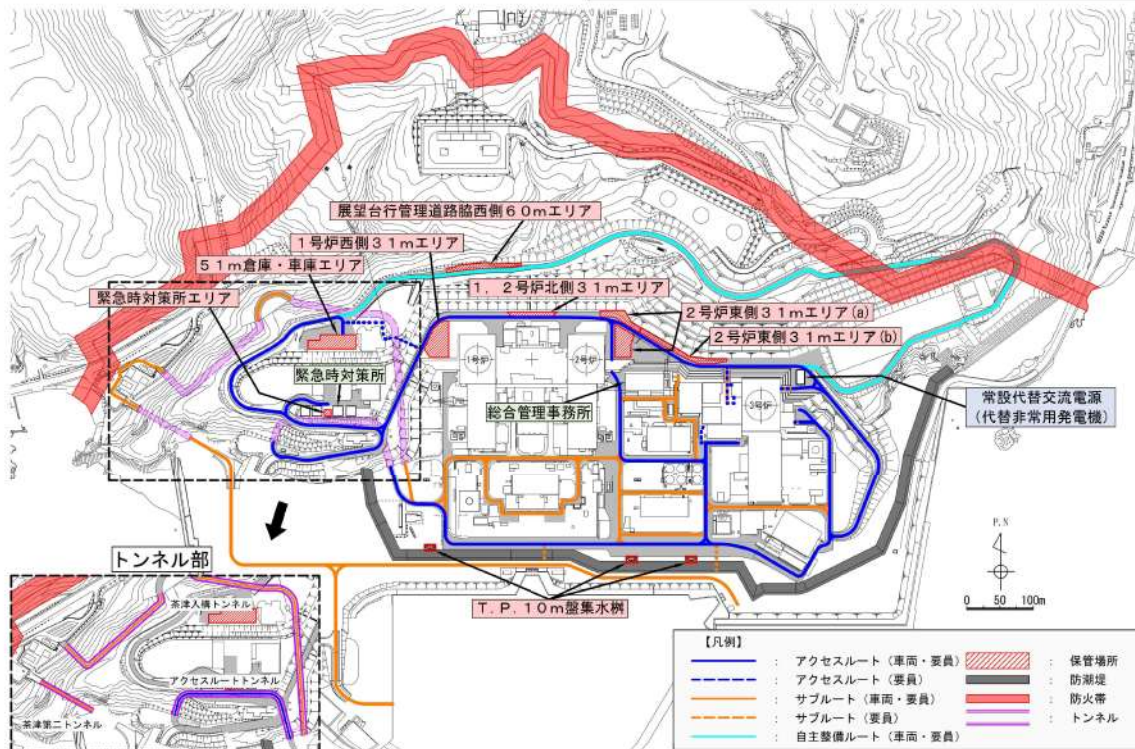 展望台行管理道路脇西側60mエリア
1号炉西側31mエリア
51m倉庫・車庫エリア
緊急時対策所エリア
1,2号炉北側31mエリア
2号炉東側31mエリア(a)
2号炉東側31mエリア(b)
1号炉
2号炉
3号炉
緊急時対策所
総合管理事務所
常設代替交流電源
(代替非常用発電機)
トンネル部
茶津入構トンネル
アクセスルートトンネル
茶津第二トンネル
T.P.10m盤集水桝
P.N
0 50 100m
【凡例】
: アクセスルート(車両・要員)
: アクセスルート(要員)
: サブルート(車両・要員)
: サブルート(要員)
: 自主整備ルート(車両・要員)
: 保管場所
: 防潮堤
: 防火帯
: トンネル